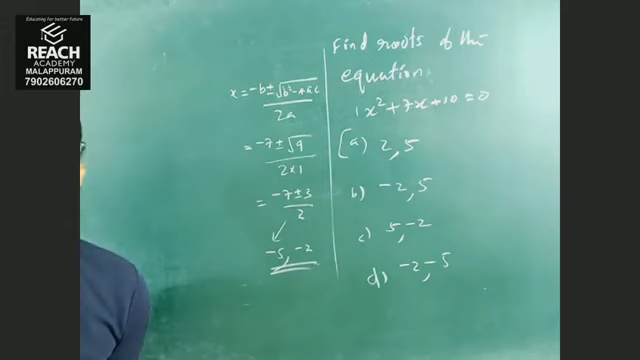 Educating for better future
REACH
ACADEMY
MALAPPURAM
7902606270
x = -b ± √b² - 4ac
2a
= -7 ± √9
2×1
= -7 ± 3
2
-5, -2
Find roots of the
equation
1x² + 7x + 10 = 0
(a) 2, 5
b) -2, 5
c) 5, -2
d) -2, -5